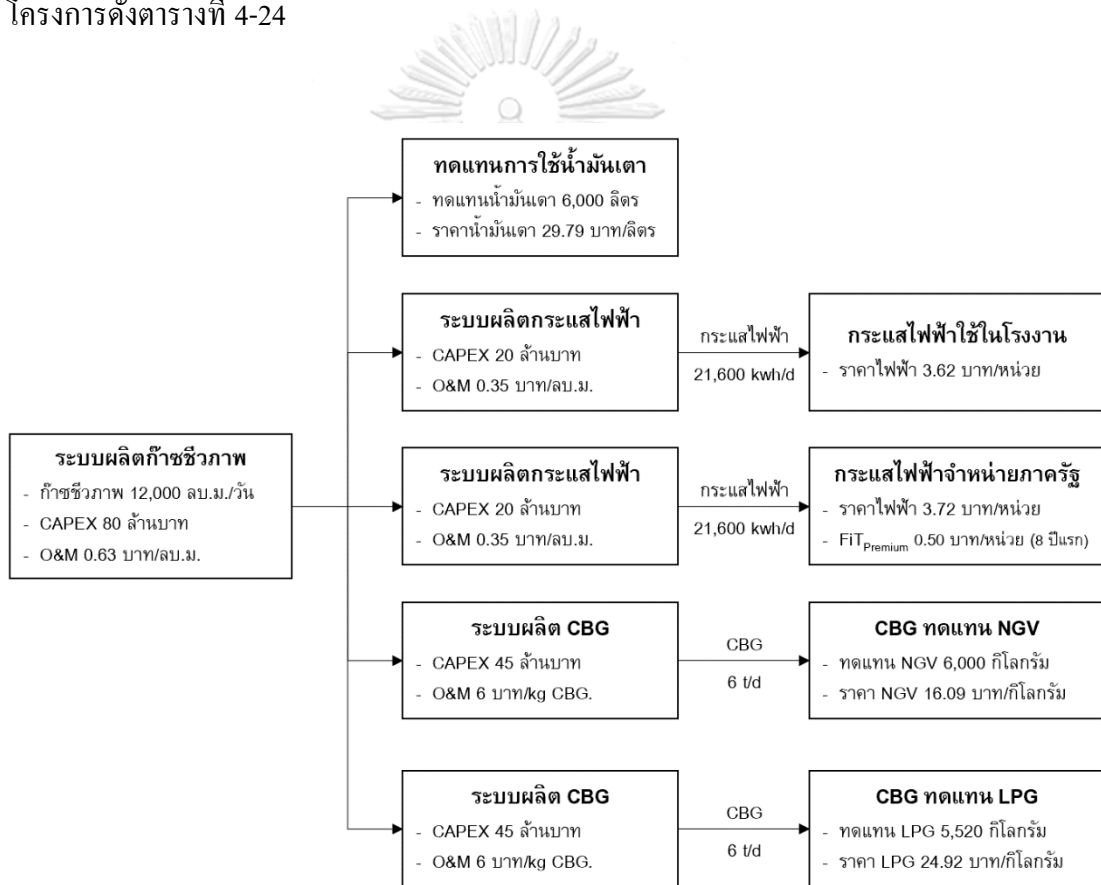 โครงการดังตารางที่ 4-24
ทดแทนการใช้น้ำมันเตา
- ทดแทนน้ำมันเตา 6,000 ลิตร
- ราคาน้ำมันเตา 29.79 บาท/ลิตร
ระบบผลิตกระแสไฟฟ้า
- CAPEX 20 ล้านบาท
- O&M 0.35 บาท/ลบ.ม.
กระแสไฟฟ้า
21,600 kwh/d
กระแสไฟฟ้าใช้ในโรงงาน
- ราคาไฟฟ้า 3.62 บาท/หน่วย
ระบบผลิตก๊าซชีวภาพ
- ก๊าซชีวภาพ 12,000 ลบ.ม./วัน
- CAPEX 80 ล้านบาท
- O&M 0.63 บาท/ลบ.ม.
ระบบผลิตกระแสไฟฟ้า
- CAPEX 20 ล้านบาท
- O&M 0.35 บาท/ลบ.ม.
กระแสไฟฟ้า
21,600 kwh/d
กระแสไฟฟ้าจำหน่ายภาครัฐ
- ราคาไฟฟ้า 3.72 บาท/หน่วย
- FiTPremium 0.50 บาท/หน่วย (8 ปีแรก)
ระบบผลิต CBG
- CAPEX 45 ล้านบาท
- O&M 6 บาท/kg CBG.
CBG
6 t/d
CBG ทดแทน NGV
- ทดแทน NGV 6,000 กิโลกรัม
- ราคา NGV 16.09 บาท/กิโลกรัม
ระบบผลิต CBG
- CAPEX 45 ล้านบาท
- O&M 6 บาท/kg CBG.
CBG
6 t/d
CBG ทดแทน LPG
- ทดแทน LPG 5,520 กิโลกรัม
- ราคา LPG 24.92 บาท/กิโลกรัม